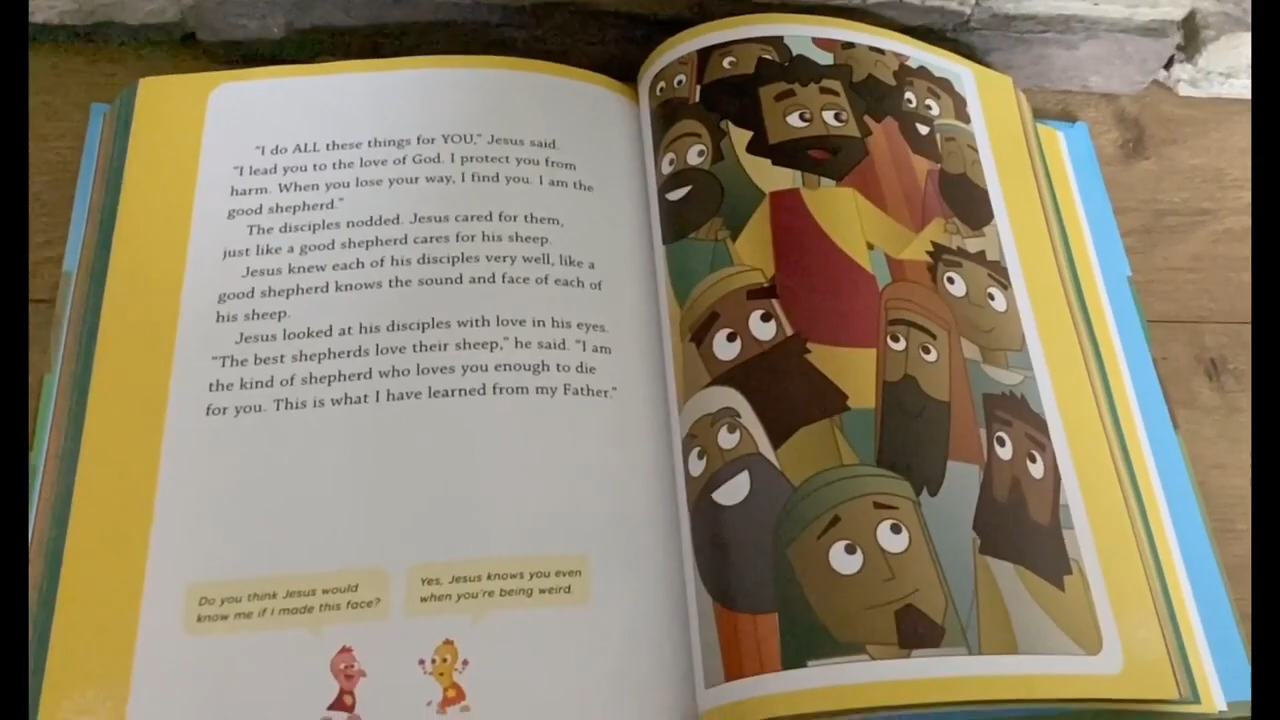 "I do ALL these things for YOU," Jesus said.
"I lead you to the love of God. I protect you from
harm. When you lose your way, I find you. I am the
good shepherd."
The disciples nodded. Jesus cared for them,
just like a good shepherd cares for his sheep.
Jesus knew each of his disciples very well, like a
good shepherd knows the sound and face of each of
his sheep.
Jesus looked at his disciples with love in his eyes.
"The best shepherds love their sheep," he said. "I am
the kind of shepherd who loves you enough to die
for you. This is what I have learned from my Father."
Do you think Jesus would
know me if I made this face?
Yes, Jesus knows you even
when you're being weird.